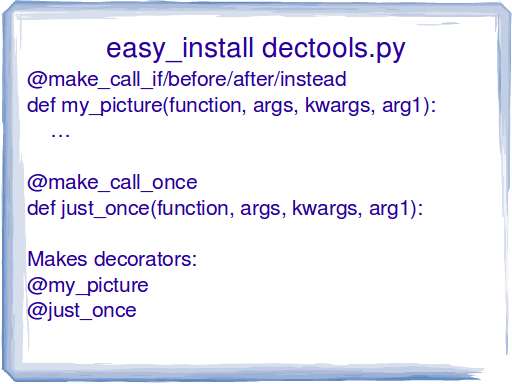 easy_install dectools.py
@make_call_if/before/after/instead
def my_picture(function, args, kwargs, arg1):
    …
@make_call_once
def just_once(function, args, kwargs, arg1):
Makes decorators:
@my_picture
@just_once